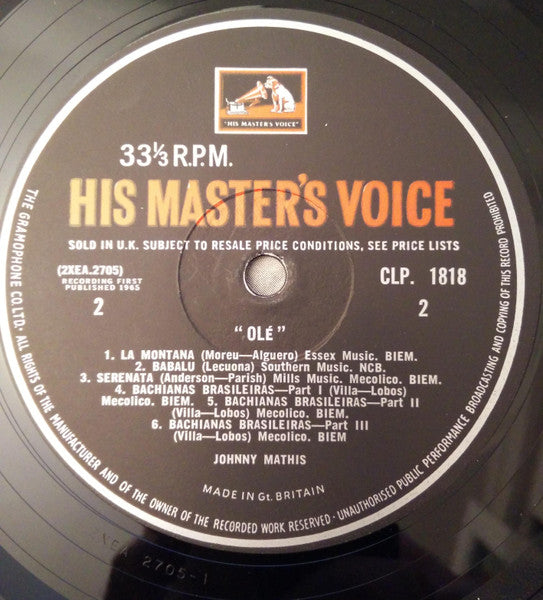 "HIS MASTER'S VOICE"
33⅓ R.P.M.
HIS MASTER'S VOICE
SOLD IN U.K. SUBJECT TO RESALE PRICE CONDITIONS, SEE PRICE LISTS
(2XEA.2705)
RECORDING FIRST
PUBLISHED 1965
2
CLP. 1818
2
"OLÉ"
1. LA MONTANA (Moreu—Alguero) Essex Music. BIEM.
2. BABALU (Lecuona) Southern Music. NCB.
3. SERENATA (Anderson—Parish) Mills Music. Mecolico. BIEM.
4. BACHIANAS BRASILEIRAS—Part I (Villa—Lobos)
Mecolico. BIEM. 5. BACHIANAS BRASILEIRAS—Part II
(Villa—Lobos) Mecolico. BIEM.
6. BACHIANAS BRASILEIRAS—Part III
(Villa—Lobos) Mecolico. BIEM
JOHNNY MATHIS
MADE IN Gt. BRITAIN
THE GRAMOPHONE CO. LTD. · ALL RIGHTS OF THE MANUFACTURER AND OF THE OWNER OF THE RECORDED WORK RESERVED · UNAUTHORISED PUBLIC PERFORMANCE BROADCASTING AND COPYING OF THIS RECORD PROHIBITED
2705-1